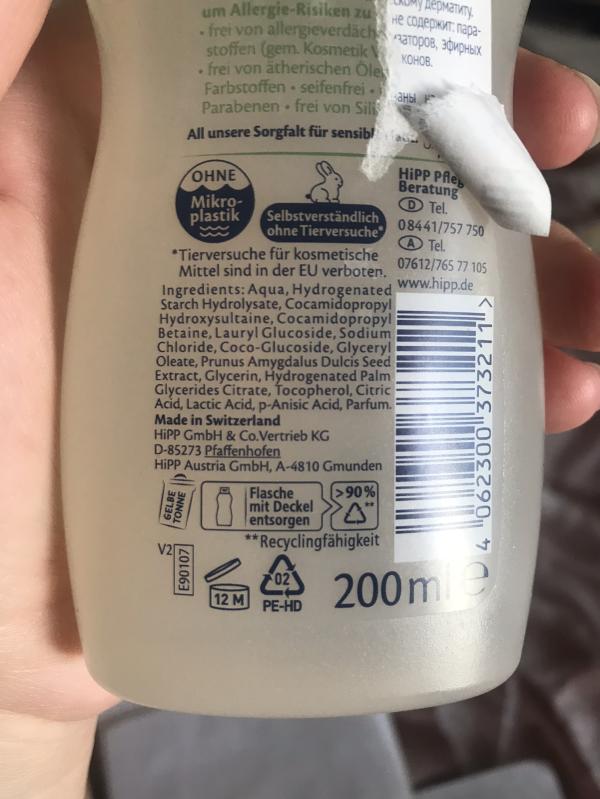 um Allergie-Risiken zu
• frei von allergieverdäch
stoffen (gem. Kosmetik V
• frei von ätherischen Öle
Farbstoffen • seifenfrei •
Parabenen • frei von Sili
All unsere Sorgfalt für sensibl
скому дерматиту.
не содержит: пара-
эфирных
OHNE
Mikro-
plastik
Selbstverständlich
ohne Tierversuche*
*Tierversuche für kosmetische
Mittel sind in der EU verboten.
HiPP Pfleg
Beratung
D Tel.
08441/757 750
A Tel.
07612/765 77 105
www.hipp.de
Ingredients: Aqua, Hydrogenated
Starch Hydrolysate, Cocamidopropyl
Hydroxysultaine, Cocamidopropyl
Betaine, Lauryl Glucoside, Sodium
Chloride, Coco-Glucoside, Glyceryl
Oleate, Prunus Amygdalus Dulcis Seed
Extract, Glycerin, Hydrogenated Palm
Glycerides Citrate, Tocopherol, Citric
Acid, Lactic Acid, p-Anisic Acid, Parfum.
Made in Switzerland
HiPP GmbH & Co.Vertrieb KG
D-85273 Pfaffenhofen
HiPP Austria GmbH, A-4810 Gmunden
4 062300 373211 >
GELBE
TONNE
Flasche
mit Deckel
entsorgen
>90%
**
**Recyclingfähigkeit
V2
E90107
12 M
02
PE-HD
200 ml e